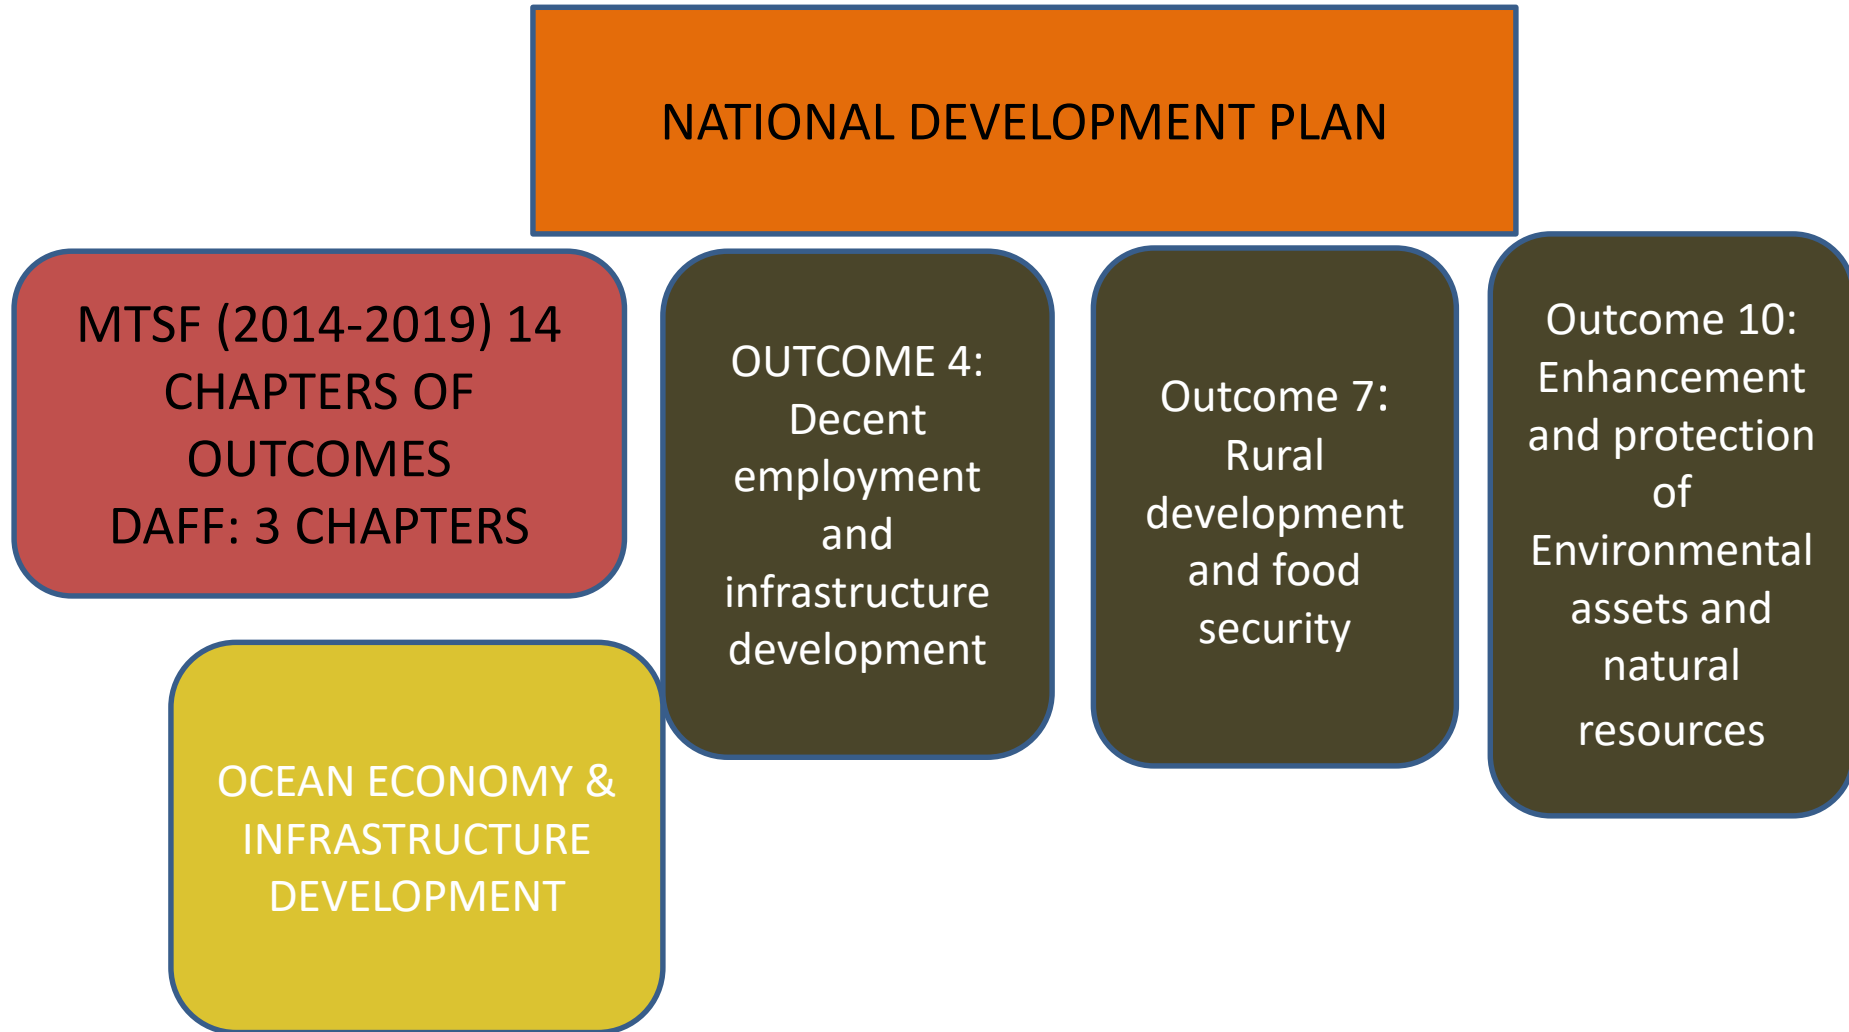 NATIONAL DEVELOPMENT PLAN
MTSF (2014-2019) 14
CHAPTERS OF
OUTCOMES
DAFF: 3 CHAPTERS
OUTCOME 4:
Decent
employment
and
infrastructure
development
Outcome 7:
Rural
development
and food
security
Outcome 10:
Enhancement
and protection
of
Environmental
assets and
natural
resources
OCEAN ECONOMY &
INFRASTRUCTURE
DEVELOPMENT